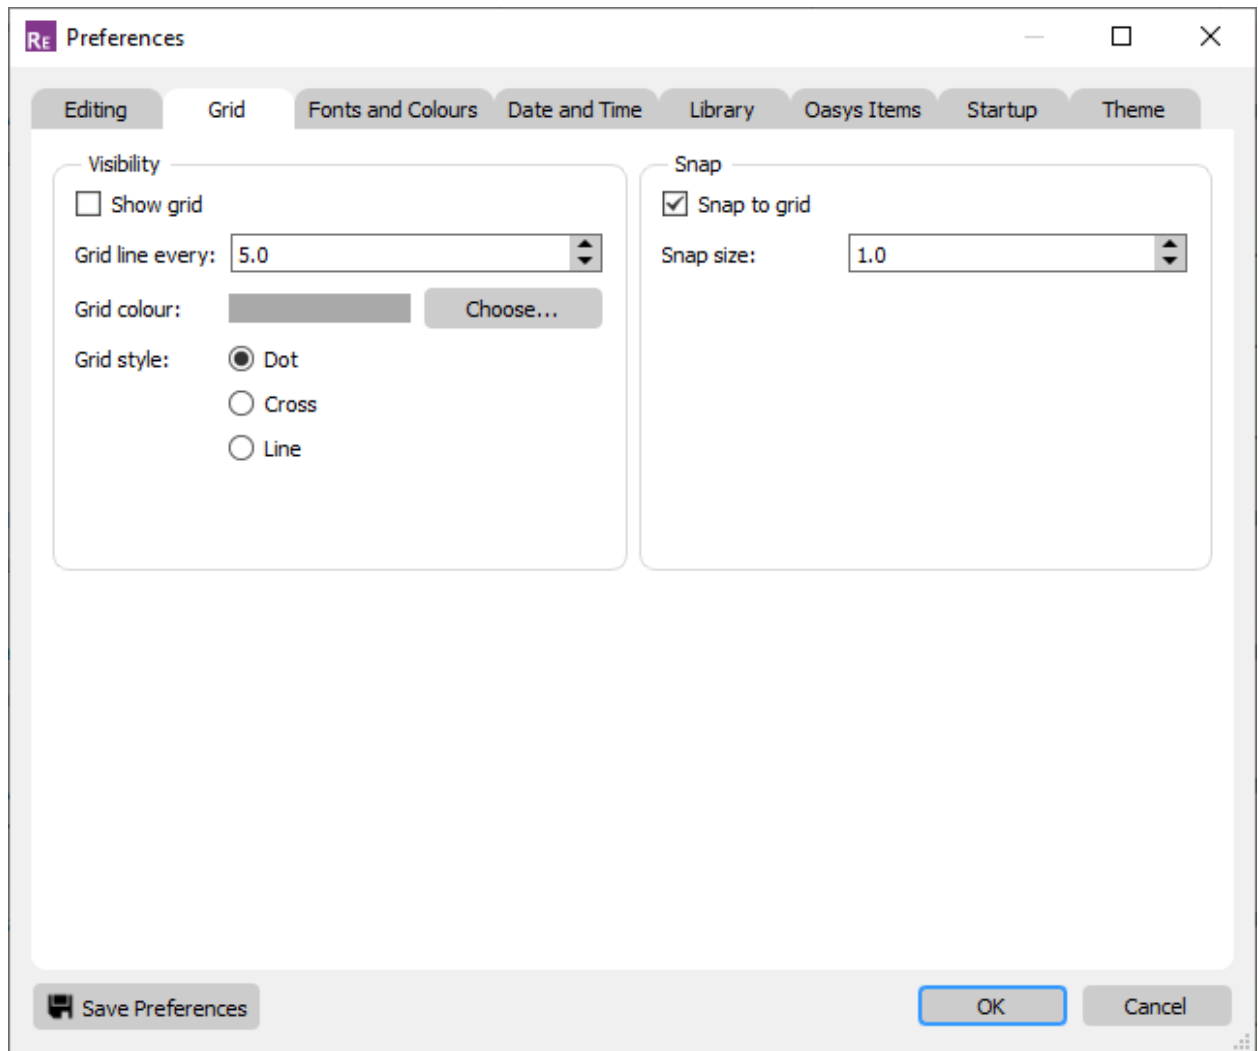 RE Preferences
Editing Grid Fonts and Colours Date and Time Library Oasys Items Startup Theme
Visibility
Show grid
Grid line every: 5.0
Grid colour: Choose...
Grid style: Dot
Cross
Line
Snap
Snap to grid
Snap size: 1.0
Save Preferences OK Cancel